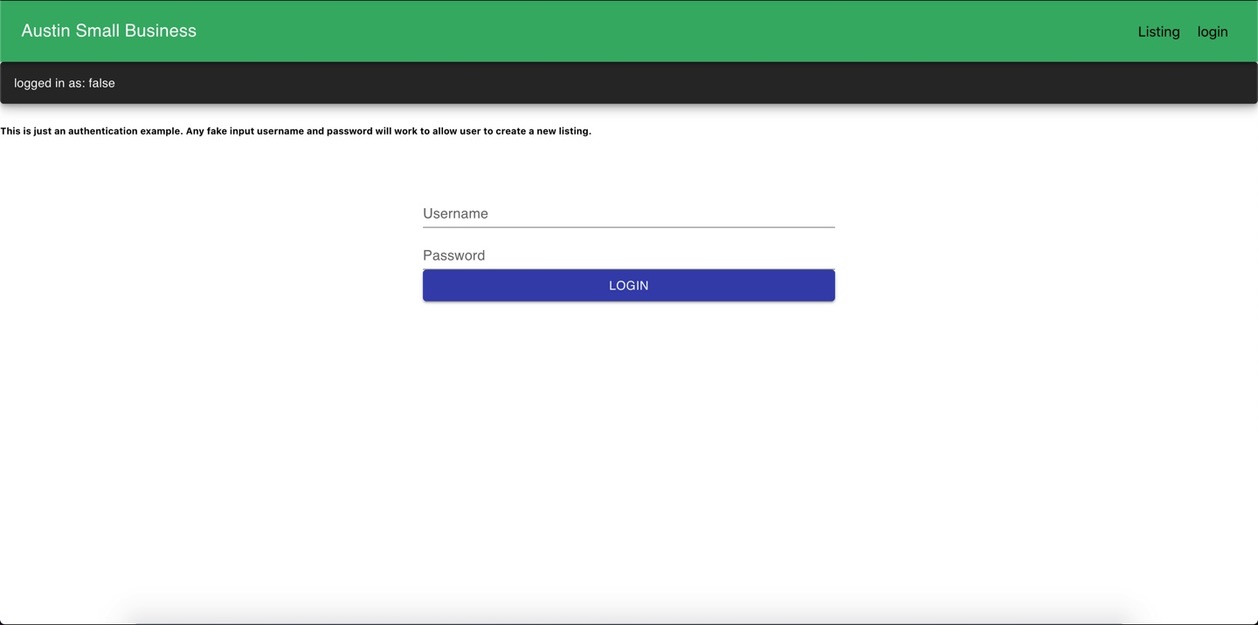 Austin Small Business
Listing login
logged in as: false
This is just an authentication example. Any fake input username and password will work to allow user to create a new listing.
Username
Password
LOGIN